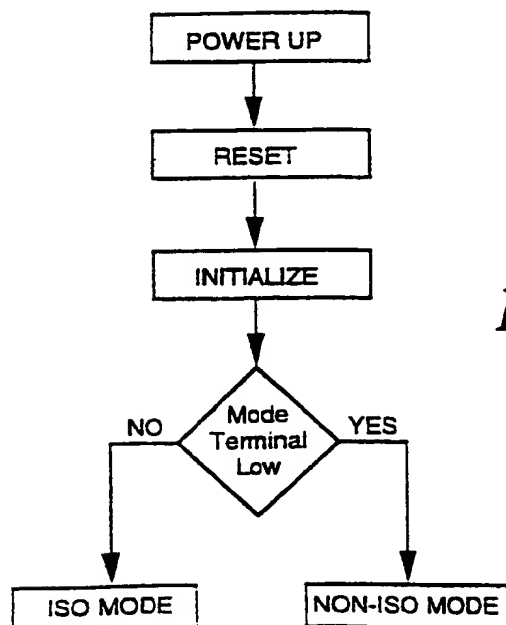 POWER UP
RESET
INITIALIZE
Mode
Terminal
Low
NO
YES
ISO MODE
NON-ISO MODE